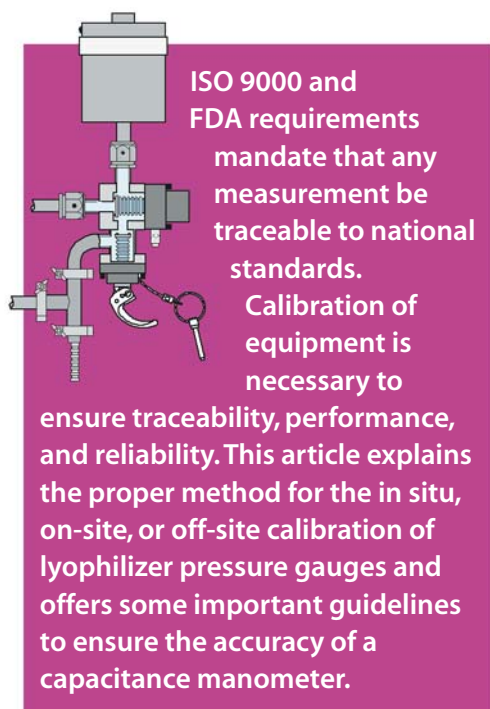 ISO 9000 and
FDA requirements
mandate that any
measurement be
traceable to national
standards.
Calibration of
equipment is
necessary to
ensure traceability, performance,
and reliability. This article explains
the proper method for the in situ,
on-site, or off-site calibration of
lyophilizer pressure gauges and
offers some important guidelines
to ensure the accuracy of a
capacitance manometer.